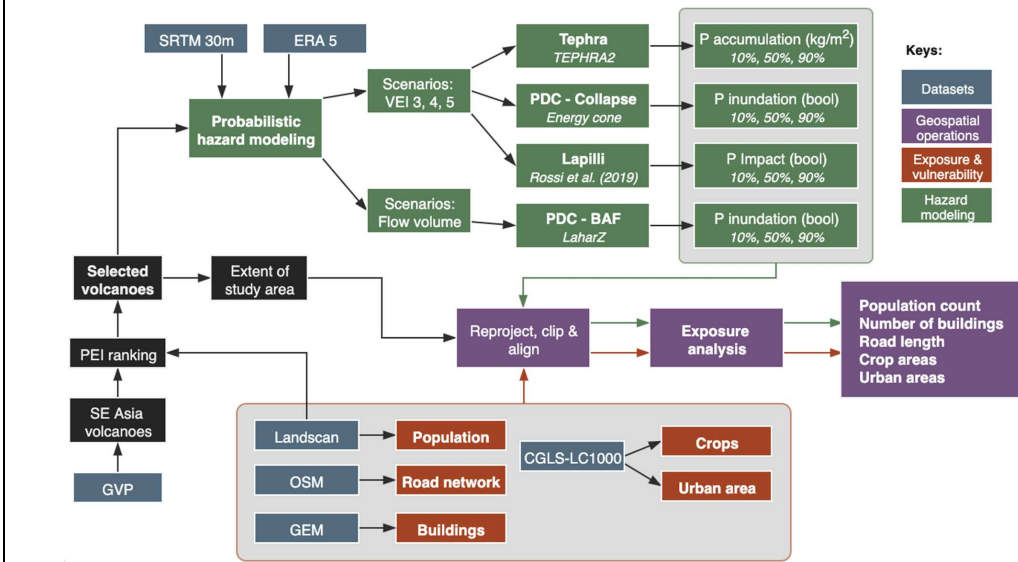 SRTM 30m
ERA 5
Probabilistic
hazard modeling
Scenarios:
VEI 3, 4, 5
Scenarios:
Flow volume
Tephra
TEPHRA2
PDC - Collapse
Energy cone
Lapilli
Rossi et al. (2019)
PDC - BAF
LaharZ
P accumulation (kg/m²)
10%, 50%, 90%
P inundation (bool)
10%, 50%, 90%
P Impact (bool)
10%, 50%, 90%
P inundation (bool)
10%, 50%, 90%
Keys:
Datasets
Geospatial
operations
Exposure &
vulnerability
Hazard
modeling
Selected
volcanoes
Extent of
study area
PEI ranking
SE Asia
volcanoes
GVP
Reproject, clip &
align
Exposure
analysis
Population count
Number of buildings
Road length
Crop areas
Urban areas
Landscan
Population
OSM
Road network
GEM
Buildings
CGLS-LC1000
Crops
Urban area